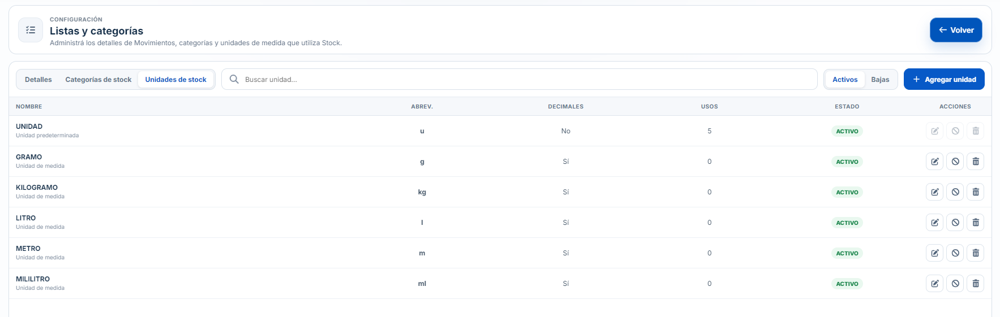 CONFIGURACIÓN
Listas y categorías
Administrá los detalles de Movimientos, categorías y unidades de medida que utiliza Stock.
Volver
Detalles Categorías de stock Unidades de stock Buscar unidad... Activos Bajas Agregar unidad
NOMBRE ABREV. DECIMALES USOS ESTADO ACCIONES
UNIDAD
Unidad predeterminada
u No 5 ACTIVO
GRAMO
Unidad de medida
g Sí 0 ACTIVO
KILOGRAMO
Unidad de medida
kg Sí 0 ACTIVO
LITRO
Unidad de medida
l Sí 0 ACTIVO
METRO
Unidad de medida
m Sí 0 ACTIVO
MILILITRO
Unidad de medida
ml Sí 0 ACTIVO